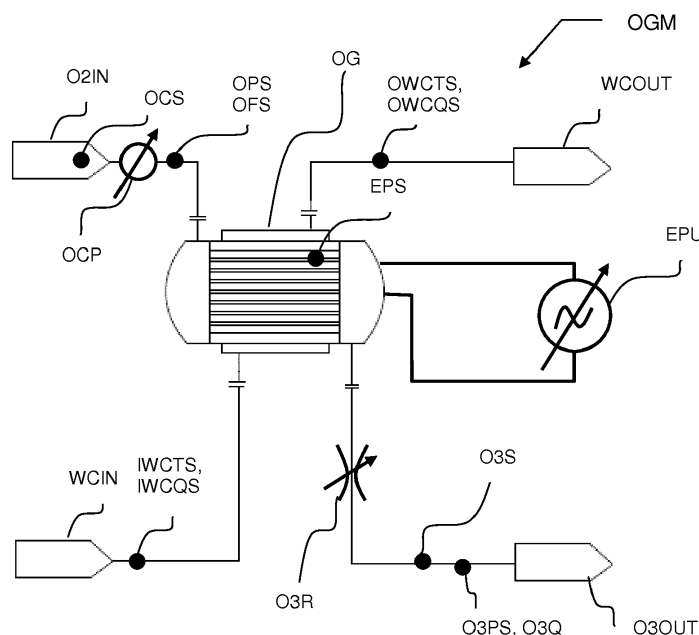 OGM
OG
O2IN
OPS
OFS
OWCTS,
OWCQS
WCOUT
OCS
EPS
EPU
OCP
O3S
WCIN
IWCTS,
IWCQS
O3R
O3PS. O3Q
O3OUT